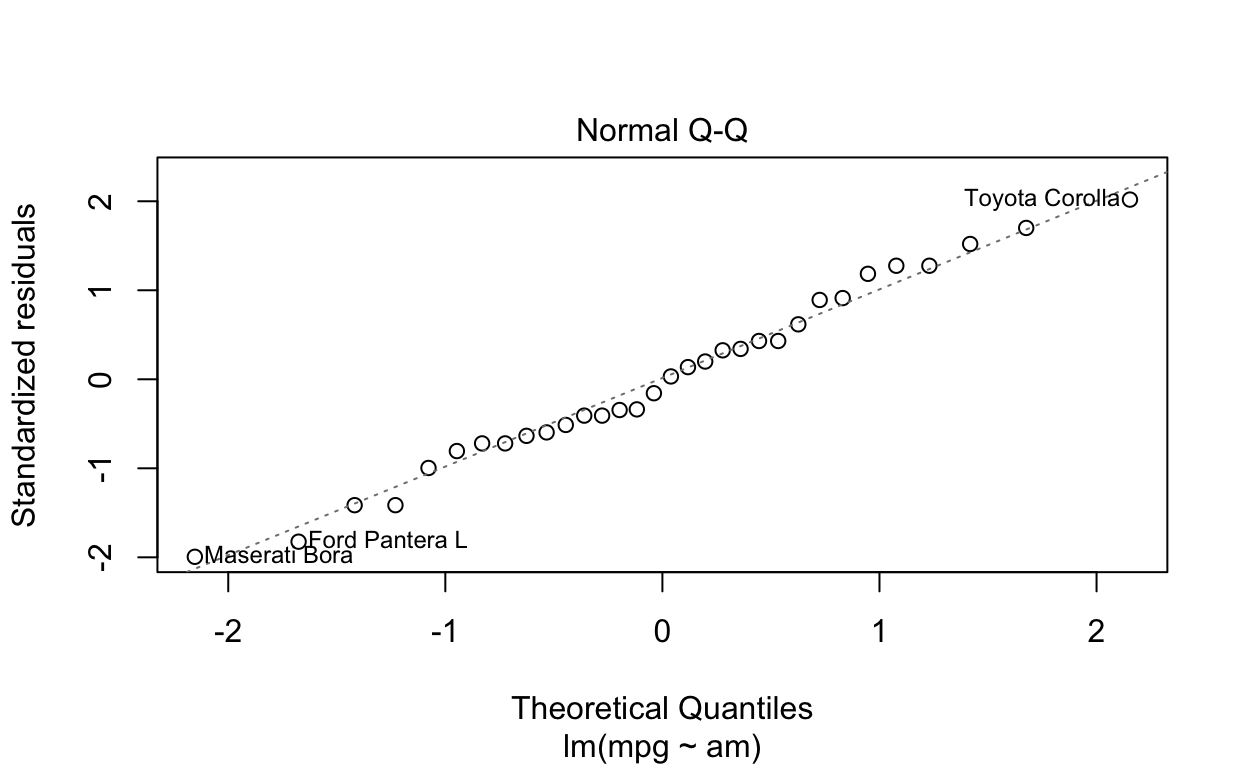 Normal Q-Q
Standardized residuals
2
1
0
-1
-2
Toyota Corolla
Ford Pantera L
Maserati Bora
-2
-1
0
1
2
Theoretical Quantiles
lm(mpg ~ am)